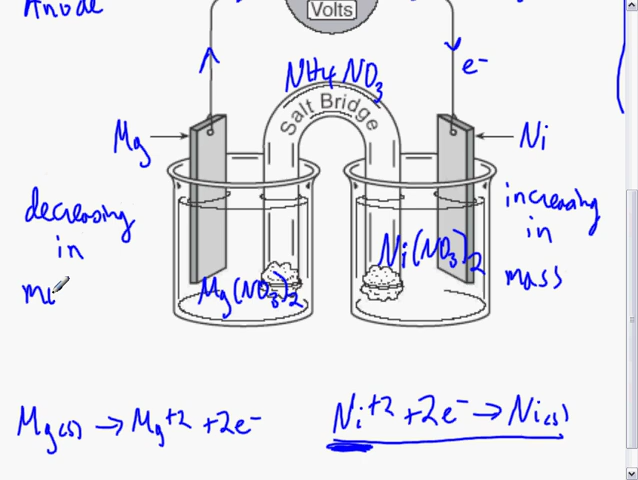 Anode
Volts
e-
NH4NO3
Salt Bridge
Mg
Ni
decreasing
in
increasing
in
mass
Mg(NO3)2
Ni(NO3)2
Mg(s) → Mg+2 + 2e-
Ni+2 + 2e- → Ni(s)